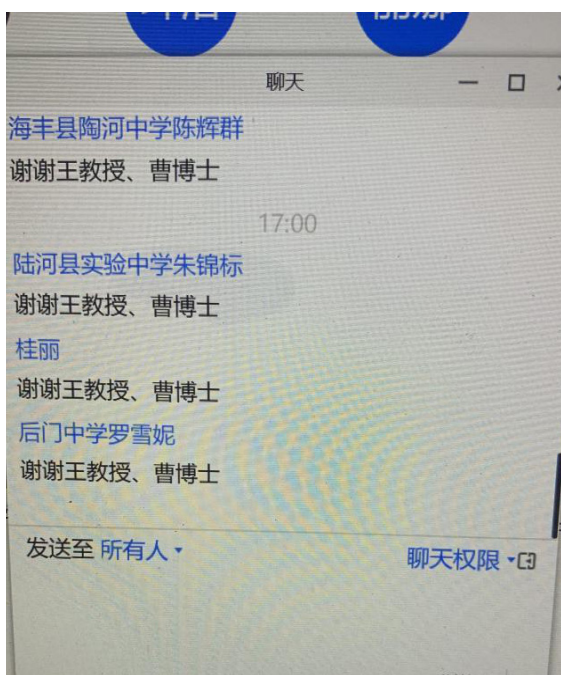 聊天
海丰县陶河中学陈辉群
谢谢王教授、曹博士
17:00
陆河县实验中学朱锦标
谢谢王教授、曹博士
桂丽
谢谢王教授、曹博士
后门中学罗雪妮
谢谢王教授、曹博士
发送至 所有人
聊天权限